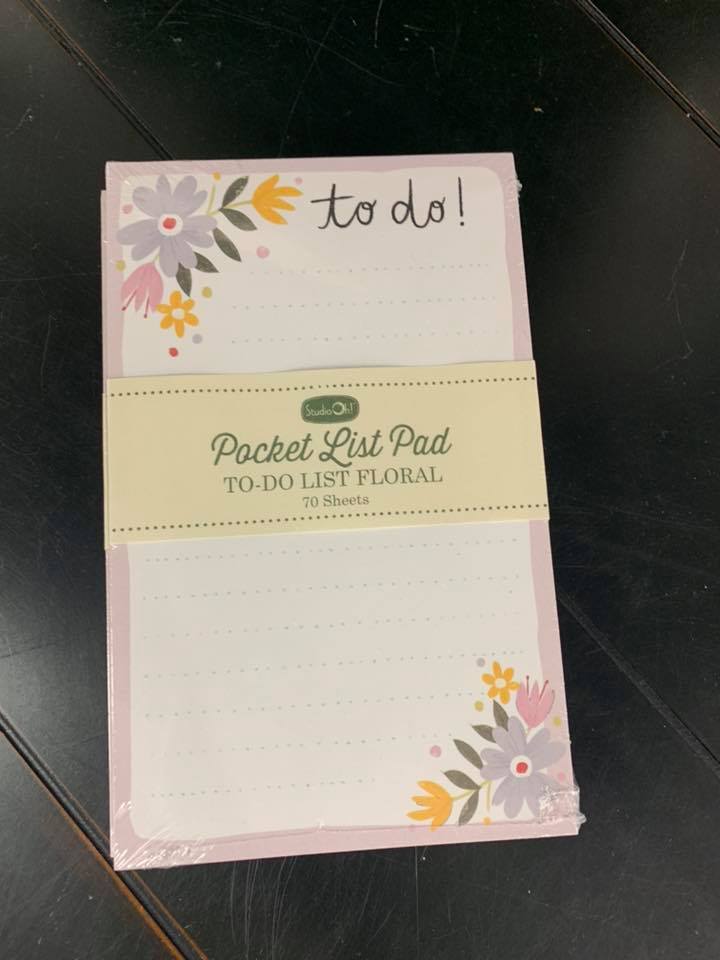 to do!
Studio Oh!
Pocket List Pad
TO-DO LIST FLORAL
70 Sheets